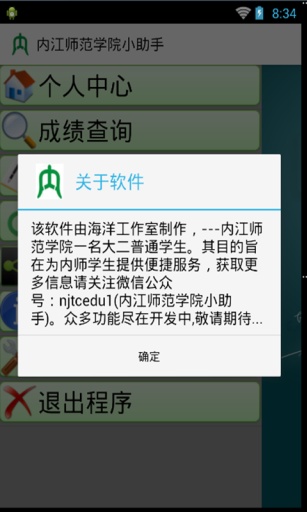 8:34
内江师范学院小助手
个人中心
成绩查询
关于软件
该软件由海洋工作室制作，---内江师
范学院一名大二普通学生。其目的旨
在为内师学生提供便捷服务，获取更
多信息请关注微信公众
号：njtcedu1(内江师范学院小助
手)。众多功能尽在开发中,敬请期待...
确定
退出程序